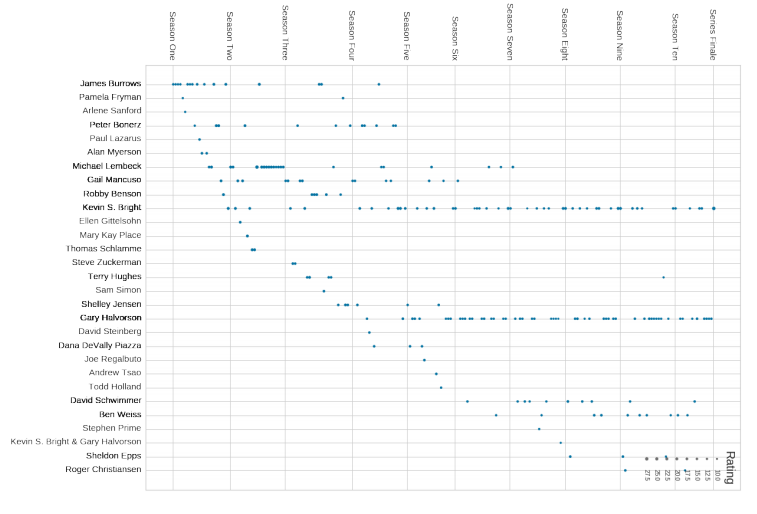 Season One
Season Two
Season Three
Season Four
Season Five
Season Six
Season Seven
Season Eight
Season Nine
Season Ten
Series Finale
James Burrows
Pamela Fryman
Arlene Sanford
Peter Bonerz
Paul Lazarus
Alan Myerson
Michael Lembeck
Gail Mancuso
Robby Benson
Kevin S. Bright
Ellen Gittelsohn
Mary Kay Place
Thomas Schlamme
Steve Zuckerman
Terry Hughes
Sam Simon
Shelley Jensen
Gary Halvorson
David Steinberg
Dana DeVally Piazza
Joe Regalbuto
Andrew Tsao
Todd Holland
David Schwimmer
Ben Weiss
Stephen Prime
Kevin S. Bright & Gary Halvorson
Sheldon Epps
Roger Christiansen
Rating
10.0
12.5
15.0
17.5
20.0
22.5
25.0
27.5